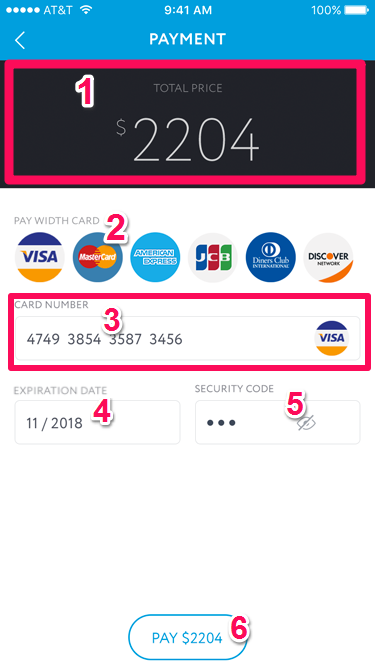 AT&T 9:41 AM 100%
PAYMENT
1
TOTAL PRICE
$2204
PAY WIDTH CARD 2
VISA MasterCard AMERICAN EXPRESS JCB Diners Club INTERNATIONAL DISCOVER NETWORK
CARD NUMBER
3
4749 3854 3587 3456 VISA
EXPIRATION DATE SECURITY CODE
4 5
11 / 2018 •••
PAY $2204 6